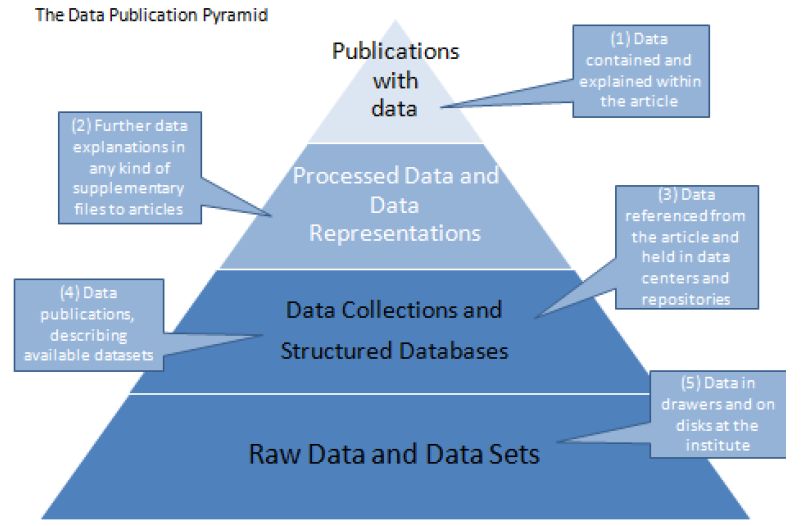 The Data Publication Pyramid
Publications
with
data
(1) Data
contained and
explained within
the article
(2) Further data
explanations in
any kind of
supplementary
files to articles
Processed Data and
Data
Representations
(3) Data
referenced from
the article and
held in data
centers and
repositories
(4) Data
publications,
describing
available datasets
Data Collections and
Structured Databases
(5) Data in
drawers and on
disks at the
institute
Raw Data and Data Sets